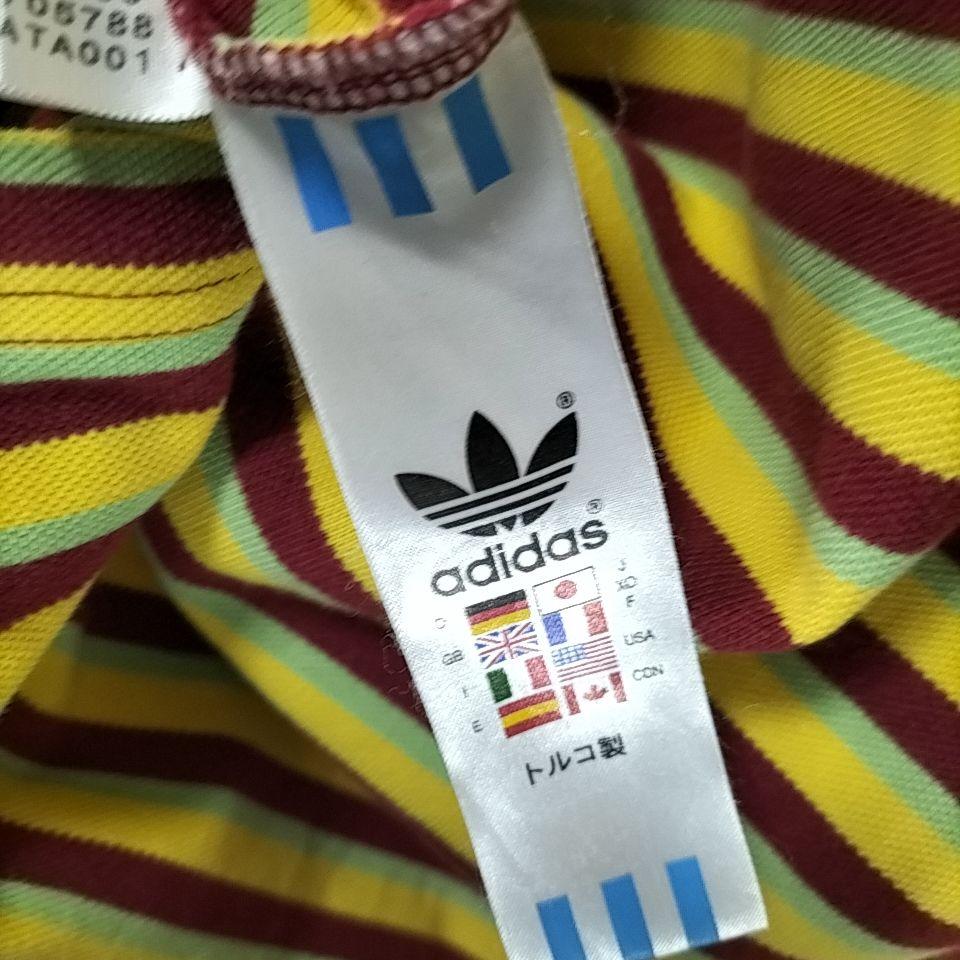 05788
ATA001
®
®
adidas
J
F
GB
USA
I
CDN
E
トルコ製